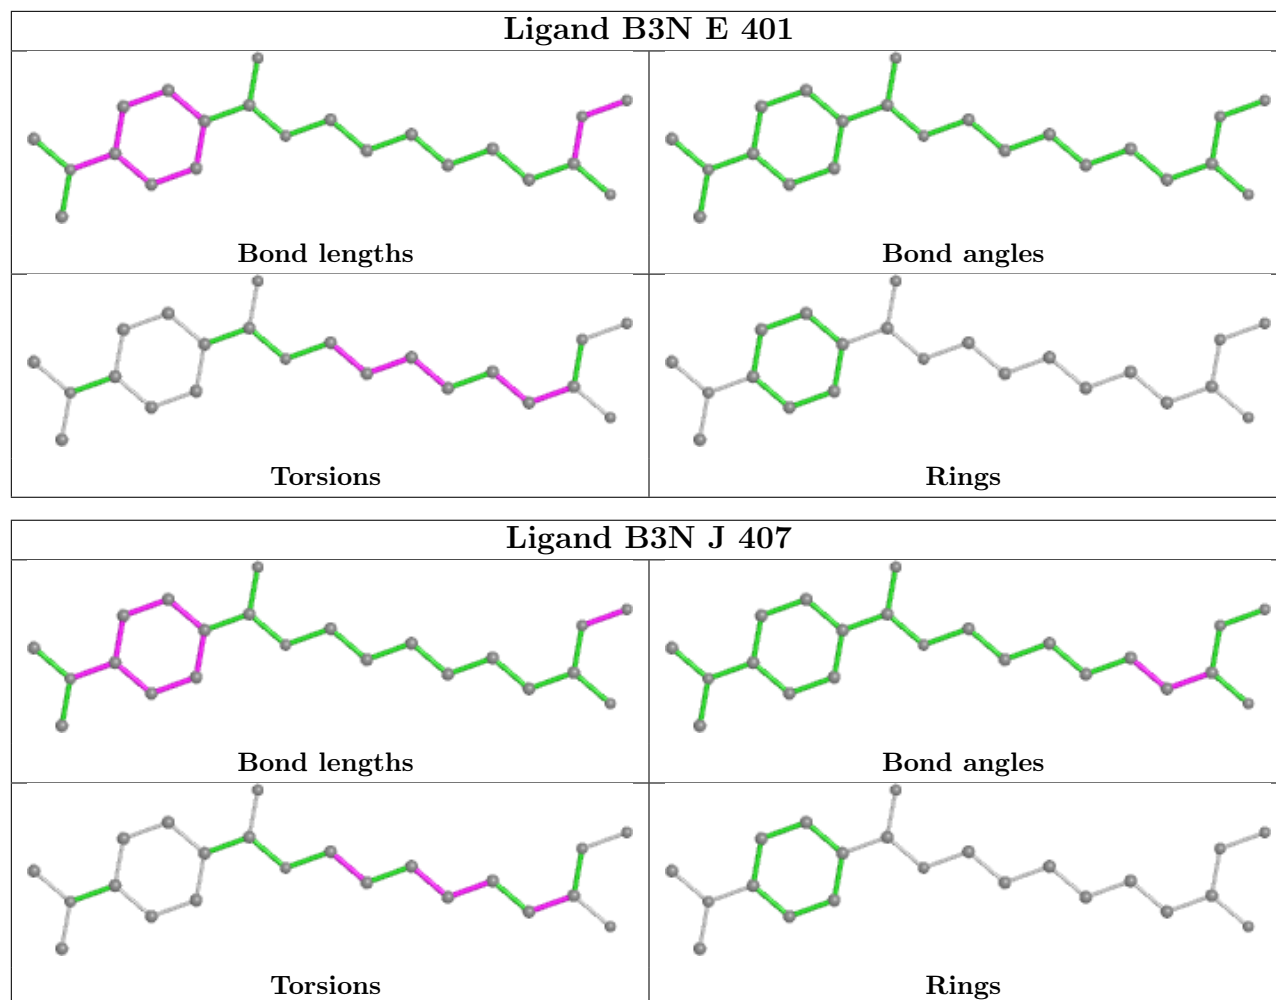 Ligand B3N E 401
Bond lengths
Bond angles
Torsions
Rings
Ligand B3N J 407
Bond lengths
Bond angles
Torsions
Rings